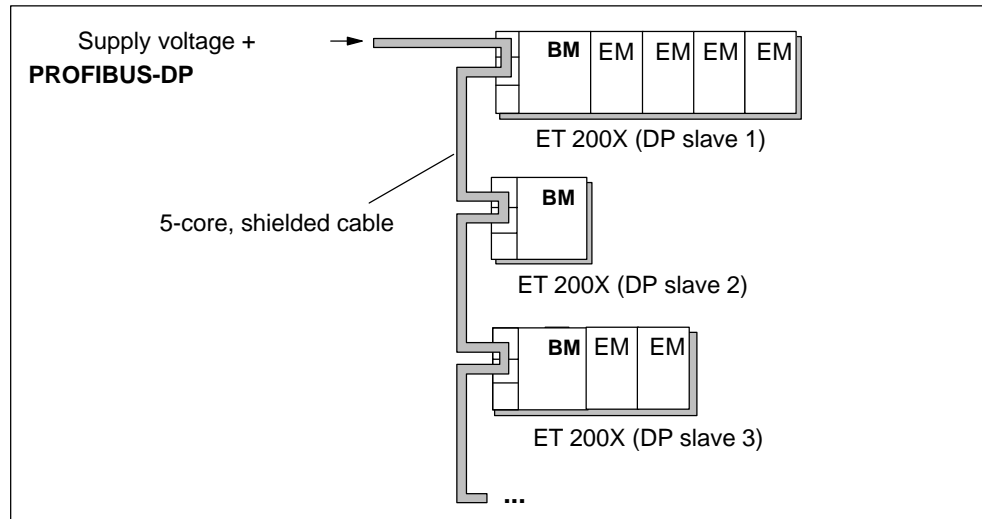 Supply voltage +
PROFIBUS-DP
BM EM EM EM EM
ET 200X (DP slave 1)
5-core, shielded cable
BM
ET 200X (DP slave 2)
BM EM EM
ET 200X (DP slave 3)
...